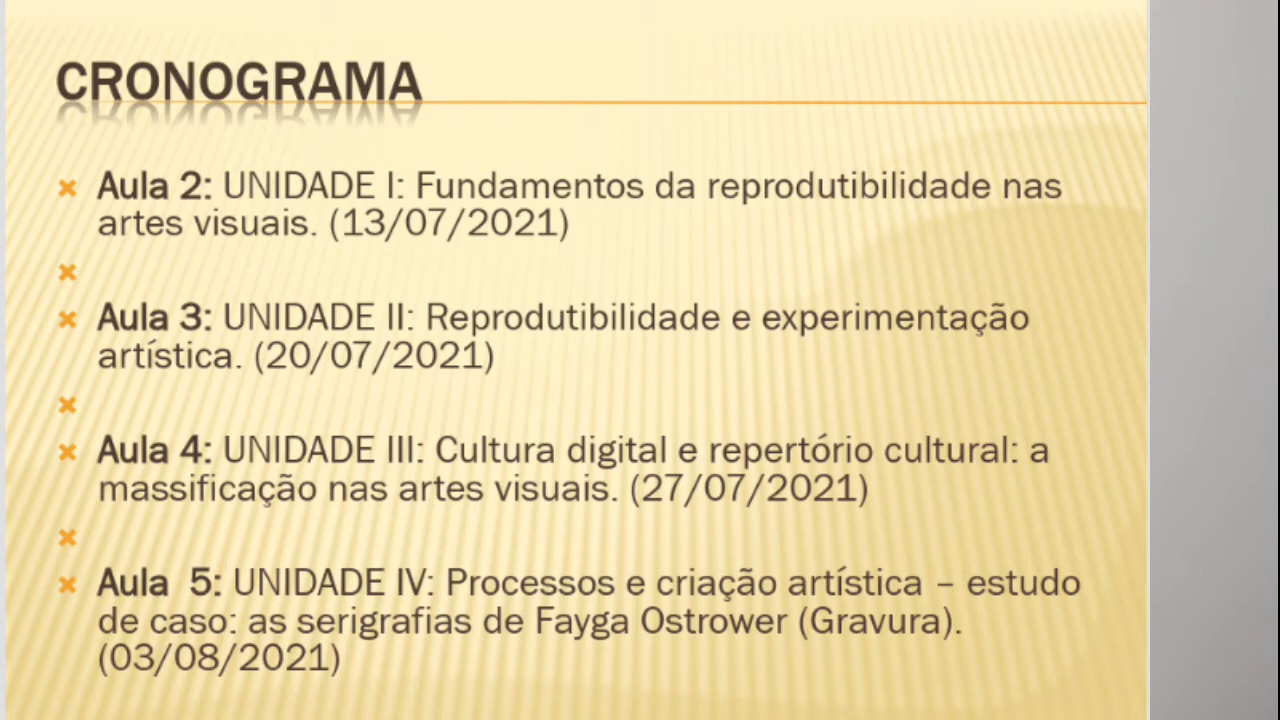 CRONOGRAMA
Aula 2: UNIDADE I: Fundamentos da reprodutibilidade nas
artes visuais. (13/07/2021)
Aula 3: UNIDADE II: Reprodutibilidade e experimentação
artística. (20/07/2021)
Aula 4: UNIDADE III: Cultura digital e repertório cultural: a
massificação nas artes visuais. (27/07/2021)
Aula 5: UNIDADE IV: Processos e criação artística – estudo
de caso: as serigrafias de Fayga Ostrower (Gravura).
(03/08/2021)